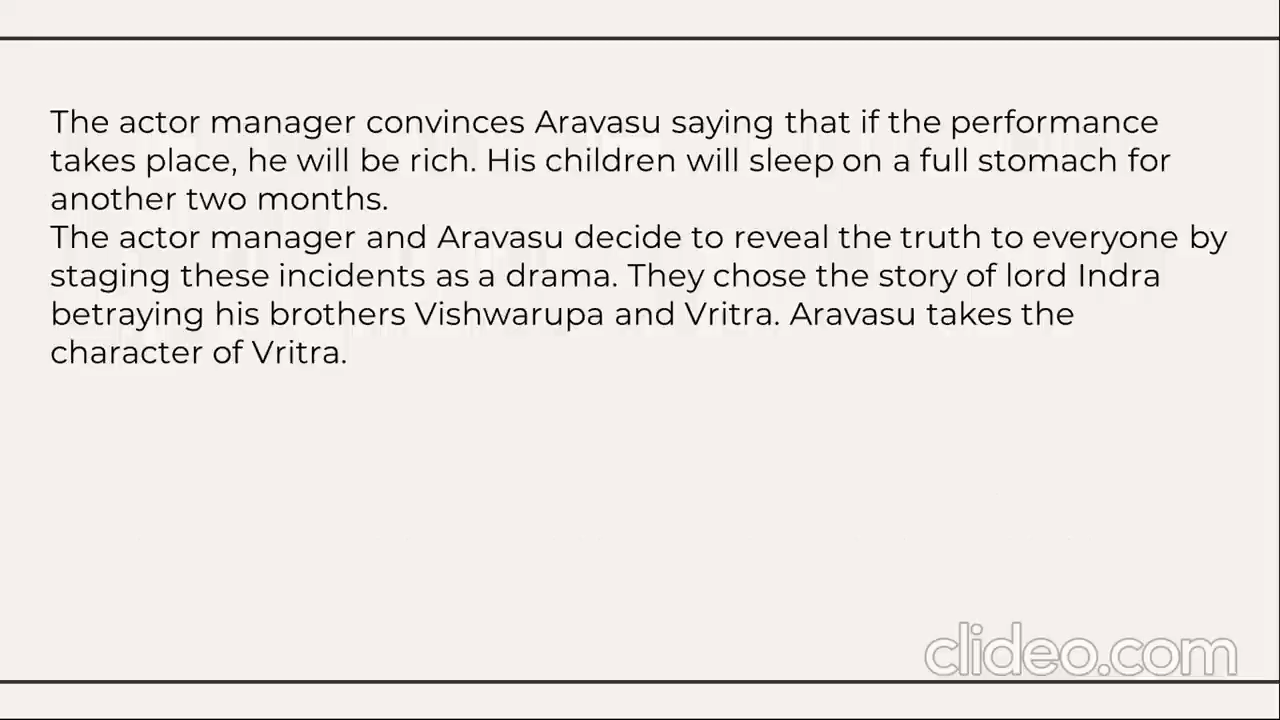 The actor manager convinces Aravasu saying that if the performance
takes place, he will be rich. His children will sleep on a full stomach for
another two months.
The actor manager and Aravasu decide to reveal the truth to everyone by
staging these incidents as a drama. They chose the story of lord Indra
betraying his brothers Vishwarupa and Vritra. Aravasu takes the
character of Vritra.
clideo.com